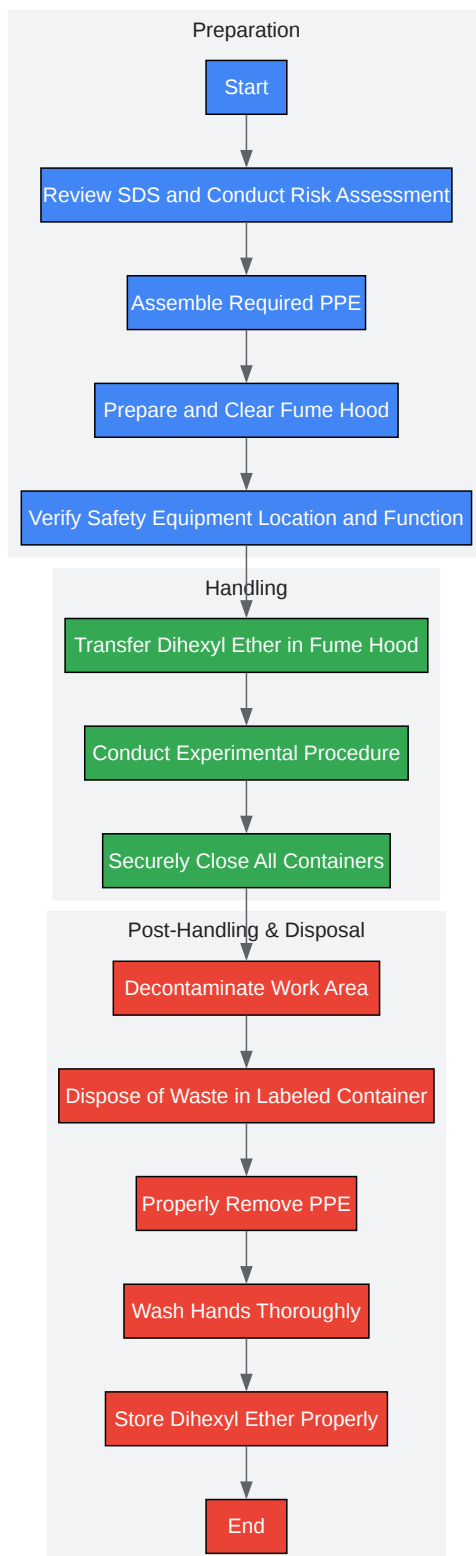 Preparation
Start
Review SDS and Conduct Risk Assessment
Assemble Required PPE
Prepare and Clear Fume Hood
Verify Safety Equipment Location and Function
Handling
Transfer Dihexyl Ether in Fume Hood
Conduct Experimental Procedure
Securely Close All Containers
Post-Handling & Disposal
Decontaminate Work Area
Dispose of Waste in Labeled Container
Properly Remove PPE
Wash Hands Thoroughly
Store Dihexyl Ether Properly
End